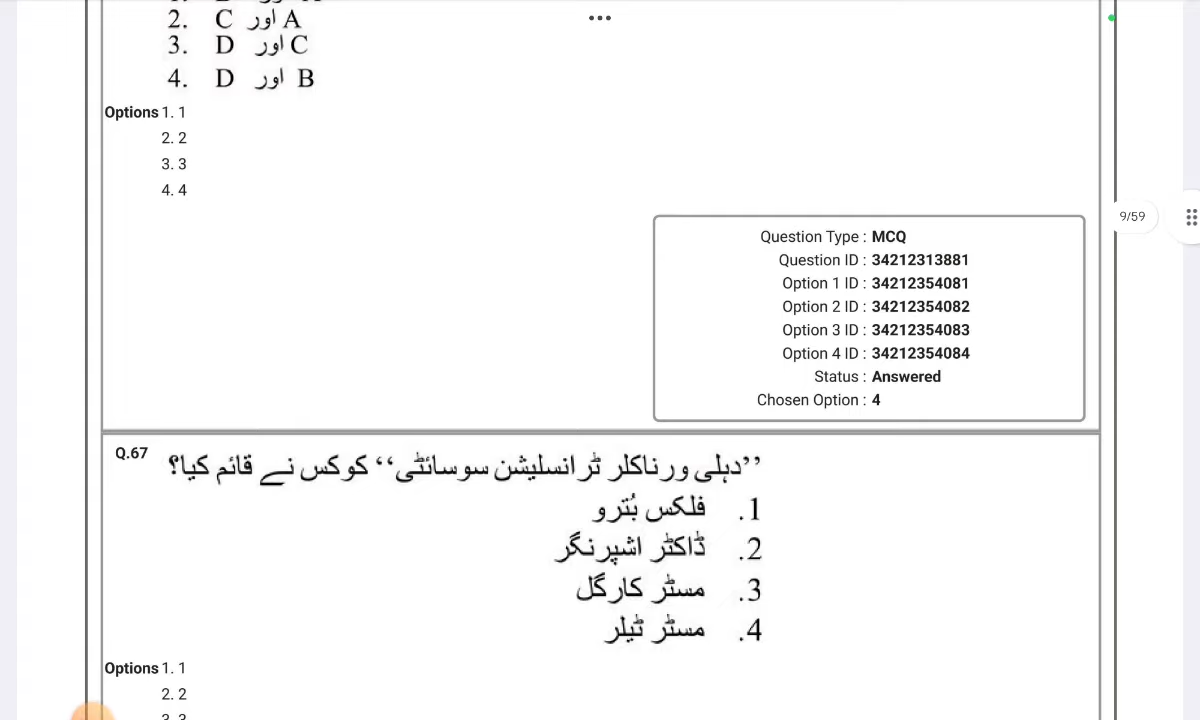 2. C اور A
3. D اور C
4. D اور B
Options 1. 1
2. 2
3. 3
4. 4
9/59
Question Type : MCQ
Question ID : 34212313881
Option 1 ID : 34212354081
Option 2 ID : 34212354082
Option 3 ID : 34212354083
Option 4 ID : 34212354084
Status : Answered
Chosen Option : 4
Q.67
’’دہلی ورناکلر ٹرانسلیشن سوسائٹی‘‘ کو کس نے قائم کیا؟
1. فلکس بُترو
2. ڈاکٹر اشپرنگر
3. مسٹر کارگل
4. مسٹر ٹیلر
Options 1. 1
2. 2